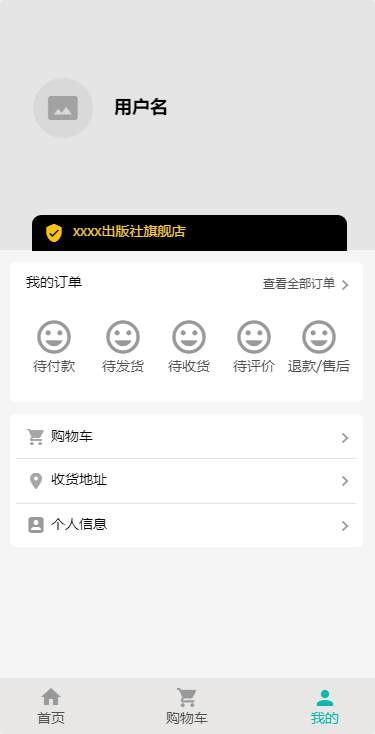 用户名
xxxx出版社旗舰店
我的订单
查看全部订单
待付款 待发货 待收货 待评价 退款/售后
购物车
收货地址
个人信息
首页 购物车 我的